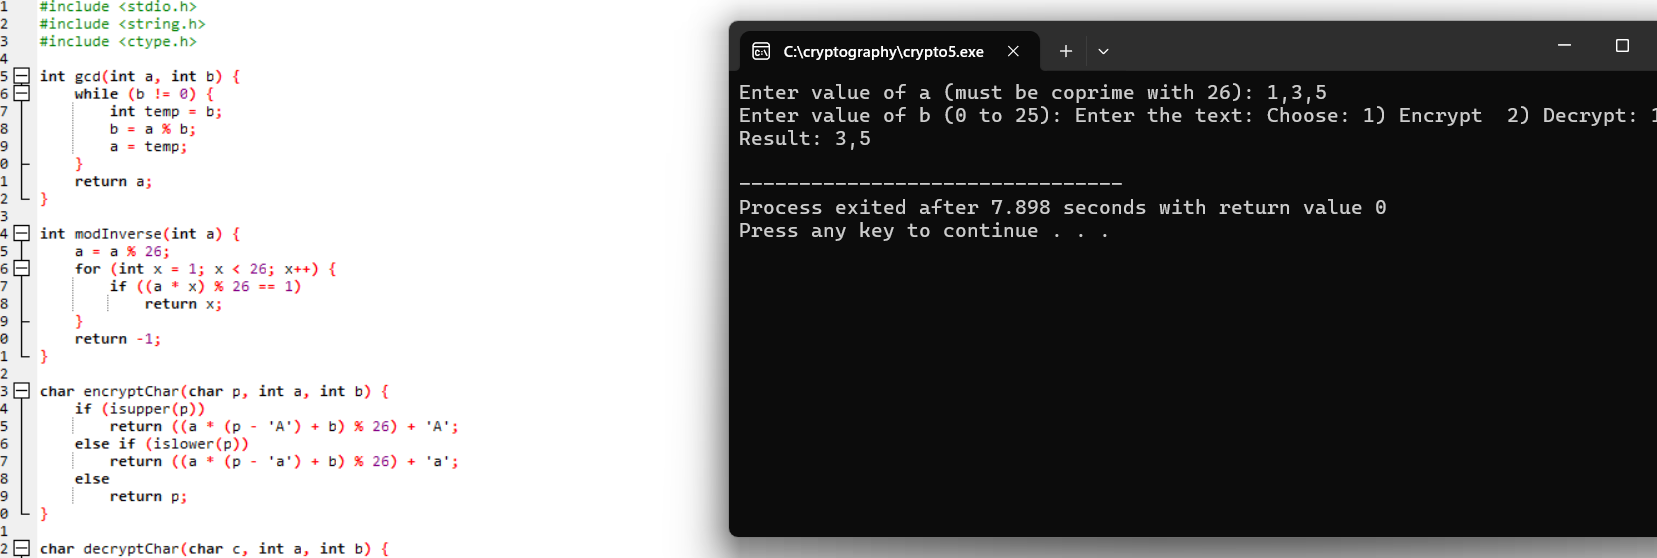 1 #include <stdio.h>
2 #include <string.h>
3 #include <ctype.h>
4
5 int gcd(int a, int b) {
6     while (b != 0) {
7         int temp = b;
8         b = a % b;
9         a = temp;
0     }
1     return a;
2 }
3
4 int modInverse(int a) {
5     a = a % 26;
6     for (int x = 1; x < 26; x++) {
7         if ((a * x) % 26 == 1)
8             return x;
9     }
0     return -1;
1 }
2
3 char encryptChar(char p, int a, int b) {
4     if (isupper(p))
5         return ((a * (p - 'A') + b) % 26) + 'A';
6     else if (islower(p))
7         return ((a * (p - 'a') + b) % 26) + 'a';
8     else
9         return p;
0 }
1
2 char decryptChar(char c, int a, int b) {
C:\cryptography\crypto5.exe
Enter value of a (must be coprime with 26): 1,3,5
Enter value of b (0 to 25): Enter the text: Choose: 1) Encrypt  2) Decrypt: 1
Result: 3,5
--------------------------------
Process exited after 7.898 seconds with return value 0
Press any key to continue . . .